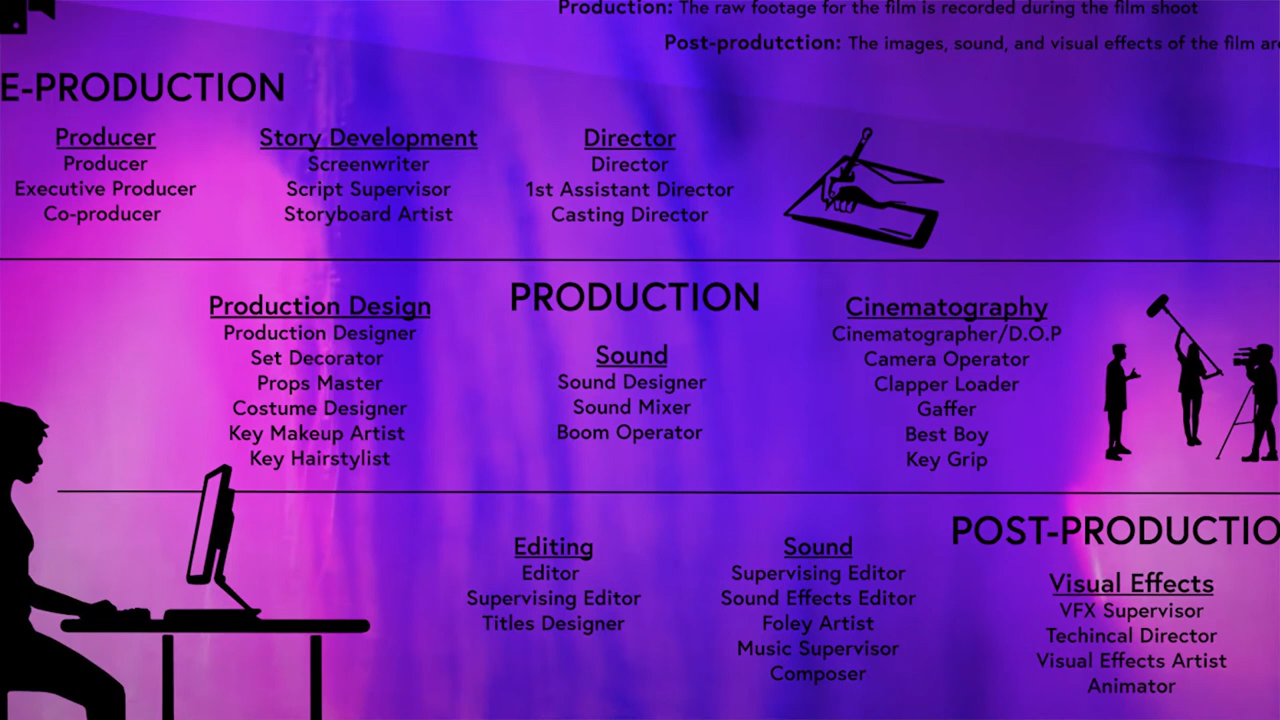 Production: The raw footage for the film is recorded during the film shoot
Post-produtction: The images, sound, and visual effects of the film are
E-PRODUCTION
Producer
Producer
Executive Producer
Co-producer
Story Development
Screenwriter
Script Supervisor
Storyboard Artist
Director
Director
1st Assistant Director
Casting Director
PRODUCTION
Production Design
Production Designer
Set Decorator
Props Master
Costume Designer
Key Makeup Artist
Key Hairstylist
Sound
Sound Designer
Sound Mixer
Boom Operator
Cinematography
Cinematographer/D.O.P
Camera Operator
Clapper Loader
Gaffer
Best Boy
Key Grip
POST-PRODUCTIO
Editing
Editor
Supervising Editor
Titles Designer
Sound
Supervising Editor
Sound Effects Editor
Foley Artist
Music Supervisor
Composer
Visual Effects
VFX Supervisor
Techincal Director
Visual Effects Artist
Animator